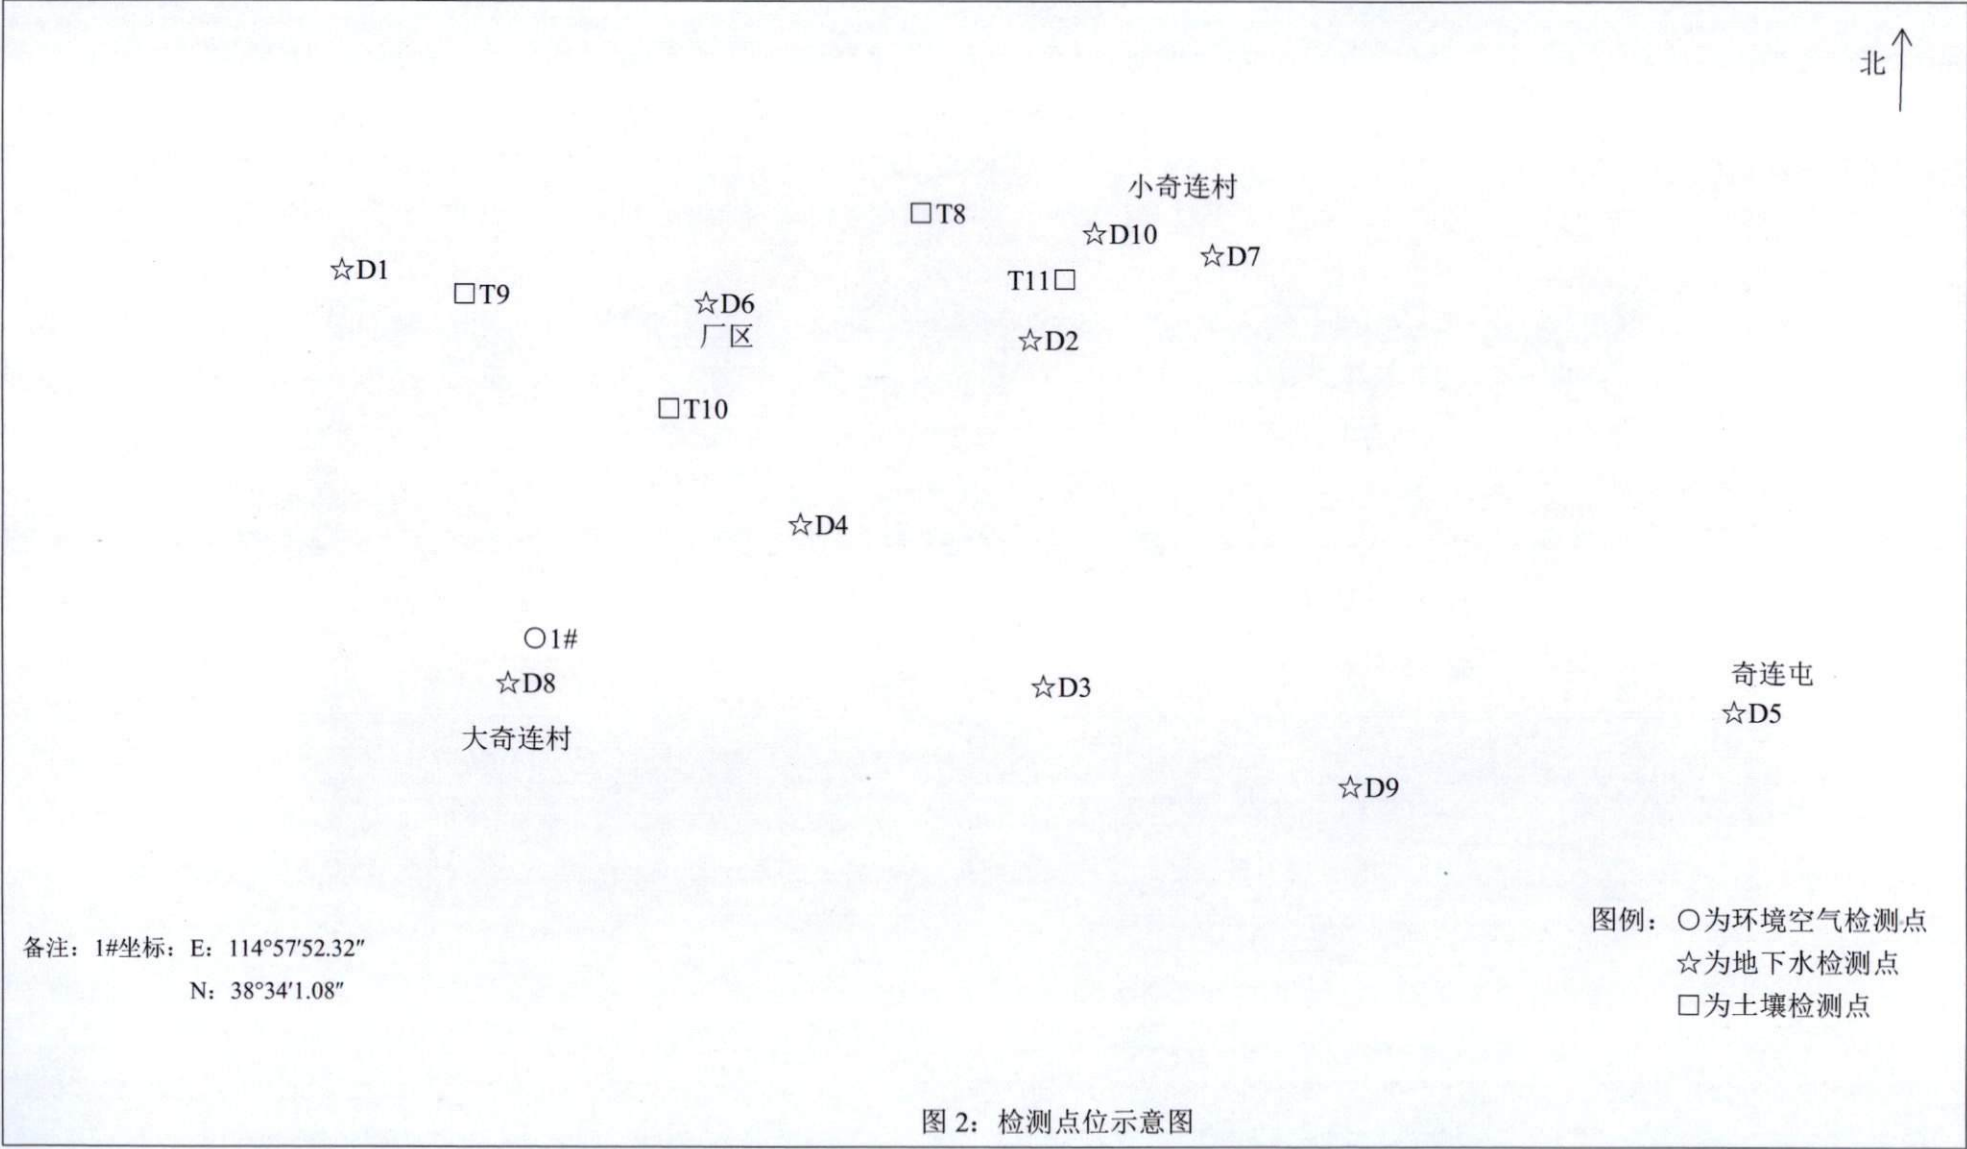 北
小奇连村
□T8
☆D10
☆D7
☆D1
T11□
□T9
☆D6
厂区
☆D2
□T10
☆D4
○1#
☆D8
☆D3
奇连屯
☆D5
大奇连村
☆D9
图例：○为环境空气检测点
备注：1#坐标：E：114°57′52.32″
☆为地下水检测点
N：38°34′1.08″
□为土壤检测点
图 2：检测点位示意图